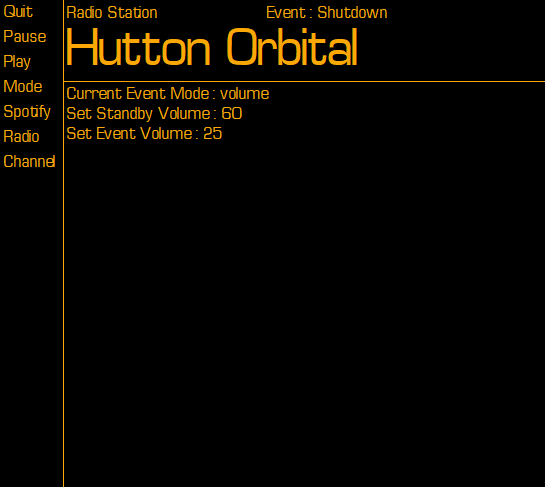 Quit
Pause
Play
Mode
Spotify
Radio
Channel
Radio Station Event : Shutdown
Hutton Orbital
Current Event Mode : volume
Set Standby Volume : 60
Set Event Volume : 25